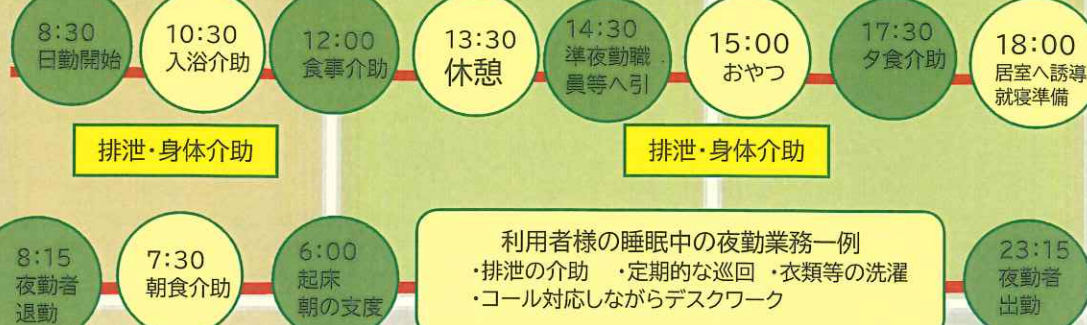 8:30
日勤開始
10:30
入浴介助
12:00
食事介助
13:30
休憩
14:30
準夜勤職
員等へ引
15:00
おやつ
17:30
夕食介助
18:00
居室へ誘導
就寝準備
排泄・身体介助
排泄・身体介助
8:15
夜勤者
退勤
7:30
朝食介助
6:00
起床
朝の支度
利用者様の睡眠中の夜勤業務一例
・排泄の介助　・定期的な巡回　・衣類等の洗濯
・コール対応しながらデスクワーク
23:15
夜勤者
出勤